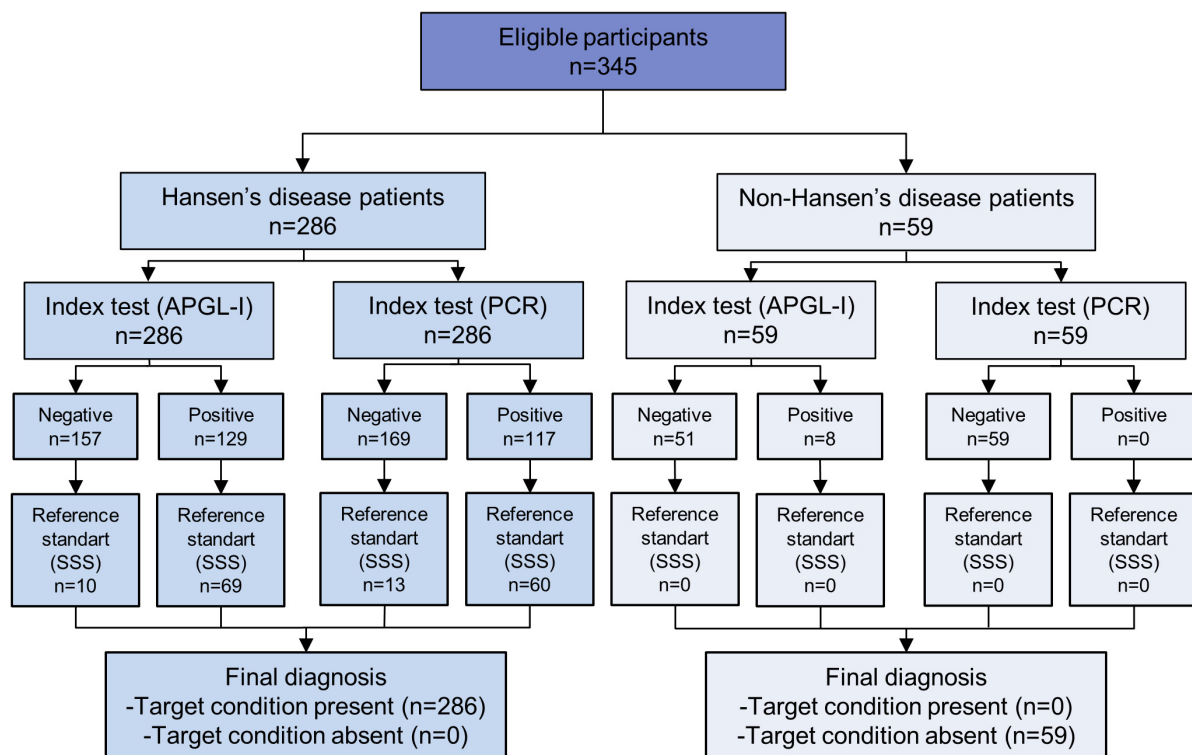 Eligible participants
n=345
Hansen's disease patients
n=286
Non-Hansen's disease patients
n=59
Index test (APGL-I)
n=286
Index test (PCR)
n=286
Index test (APGL-I)
n=59
Index test (PCR)
n=59
Negative
n=157
Positive
n=129
Negative
n=169
Positive
n=117
Negative
n=51
Positive
n=8
Negative
n=59
Positive
n=0
Reference
standart
(SSS)
n=10
Reference
standart
(SSS)
n=69
Reference
standart
(SSS)
n=13
Reference
standart
(SSS)
n=60
Reference
standart
(SSS)
n=0
Reference
standart
(SSS)
n=0
Reference
standart
(SSS)
n=0
Reference
standart
(SSS)
n=0
Final diagnosis
-Target condition present (n=286)
-Target condition absent (n=0)
Final diagnosis
-Target condition present (n=0)
-Target condition absent (n=59)